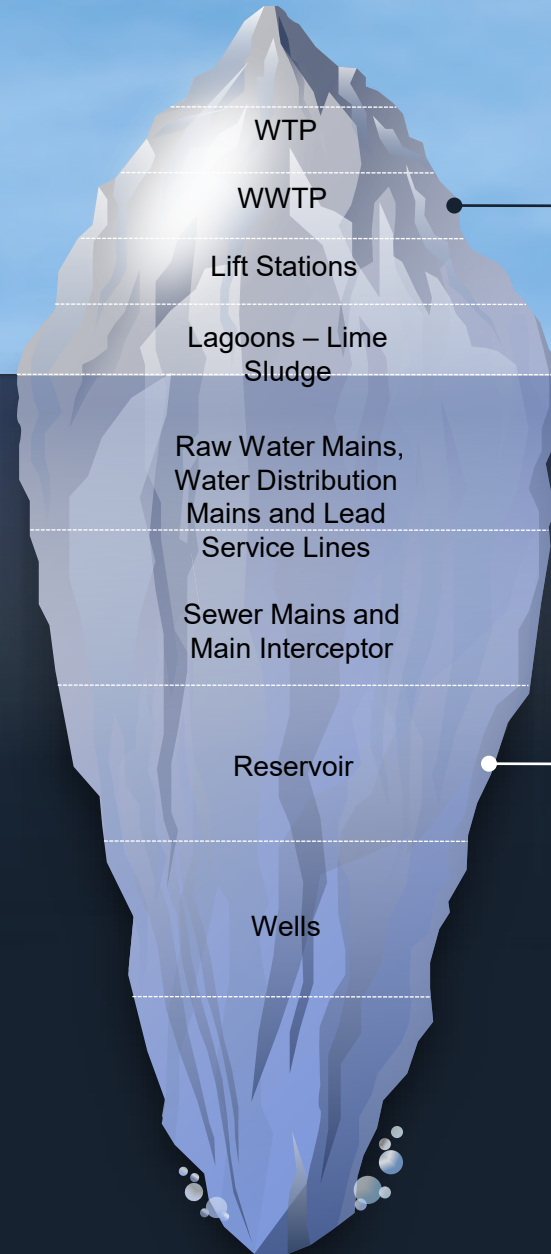 WTP
WWTP
Lift Stations
Lagoons – Lime
Sludge
Raw Water Mains,
Water Distribution
Mains and Lead
Service Lines
Sewer Mains and
Main Interceptor
Reservoir
Wells